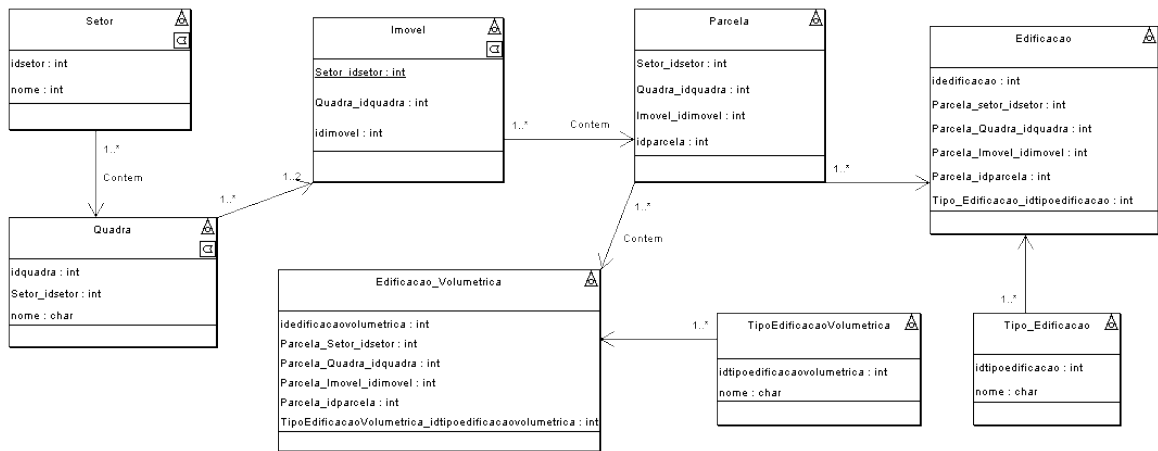 Setor
idsetor : int
nome : int
1..*
Contem
Quadra
idquadra : int
Setor_idsetor : int
nome : char
1..*
1..2
Imovel
Setor_idsetor : int
Quadra_idquadra : int
idimovel : int
1..*
Contem
Parcela
Setor_idsetor : int
Quadra_idquadra : int
Imovel_idimovel : int
idparcela : int
1..*
1..*
Contem
Edificacao
idedificacao : int
Parcela_setor_idsetor : int
Parcela_Quadra_idquadra : int
Parcela_Imovel_idimovel : int
Parcela_idparcela : int
Tipo_Edificacao_idtipoedificacao : int
Edificacao_Volumetrica
idedificacaovolumetrica : int
Parcela_Setor_idsetor : int
Parcela_Quadra_idquadra : int
Parcela_Imovel_idimovel : int
Parcela_idparcela : int
TipoEdificacaoVolumetrica_idtipoedificacaovolumetrica : int
1..*
TipoEdificacaoVolumetrica
idtipoedificacaovolumetrica : int
nome : char
1..*
Tipo_Edificacao
idtipoedificacao : int
nome : char